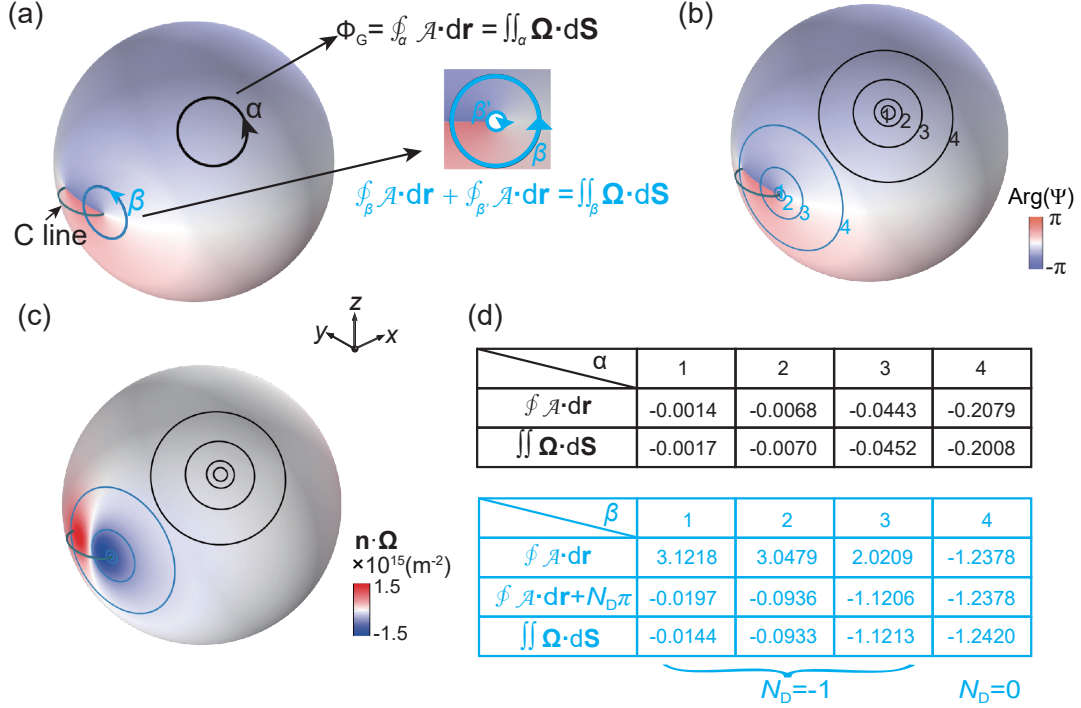 (a)
Φ_G = ∮_α 𝒜·dr = ∬_α Ω·dS
α
β
C line
β'
β
∮_β 𝒜·dr + ∮_β' 𝒜·dr = ∬_β Ω·dS
(b)
1 2 3 4
2 3 4
Arg(Ψ)
π
-π
(c)
z
y
x
n·Ω
×10¹⁵(m⁻²)
1.5
-1.5
(d)
α 1 2 3 4
∮ 𝒜·dr -0.0014 -0.0068 -0.0443 -0.2079
∬ Ω·dS -0.0017 -0.0070 -0.0452 -0.2008
β 1 2 3 4
∮ 𝒜·dr 3.1218 3.0479 2.0209 -1.2378
∮ 𝒜·dr+N_Dπ -0.0197 -0.0936 -1.1206 -1.2378
∬ Ω·dS -0.0144 -0.0933 -1.1213 -1.2420
N_D=-1 N_D=0